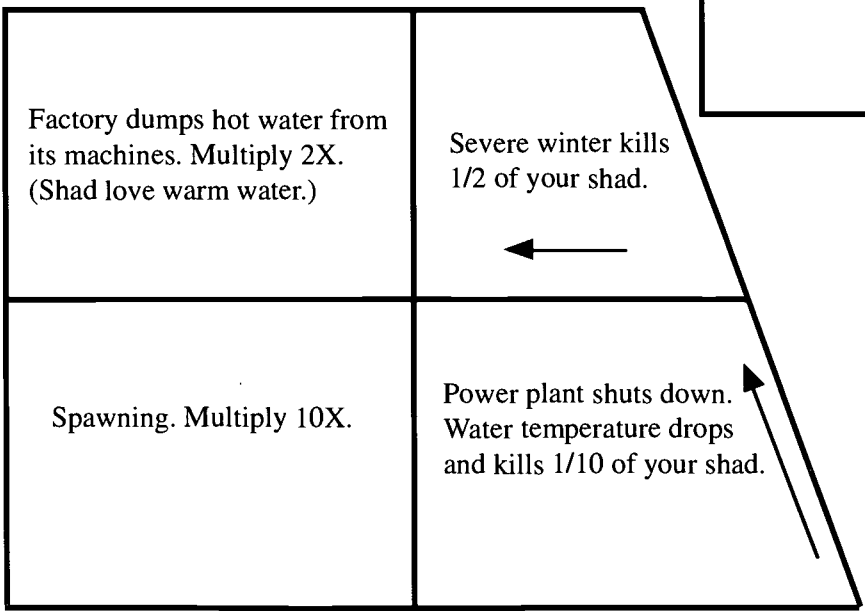 Factory dumps hot water from
its machines. Multiply 2X.
(Shad love warm water.)
Severe winter kills
1/2 of your shad.
Spawning. Multiply 10X.
Power plant shuts down.
Water temperature drops
and kills 1/10 of your shad.